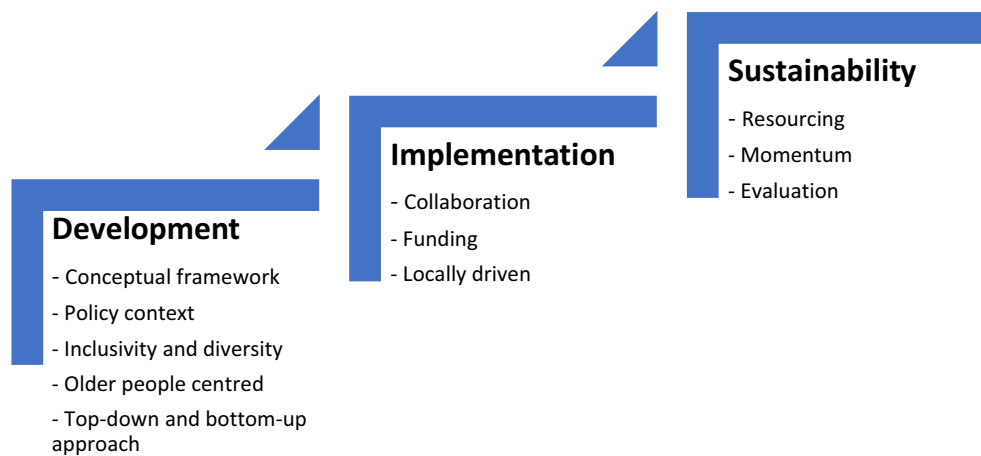 Development
- Conceptual framework
- Policy context
- Inclusivity and diversity
- Older people centred
- Top-down and bottom-up
approach
Implementation
- Collaboration
- Funding
- Locally driven
Sustainability
- Resourcing
- Momentum
- Evaluation